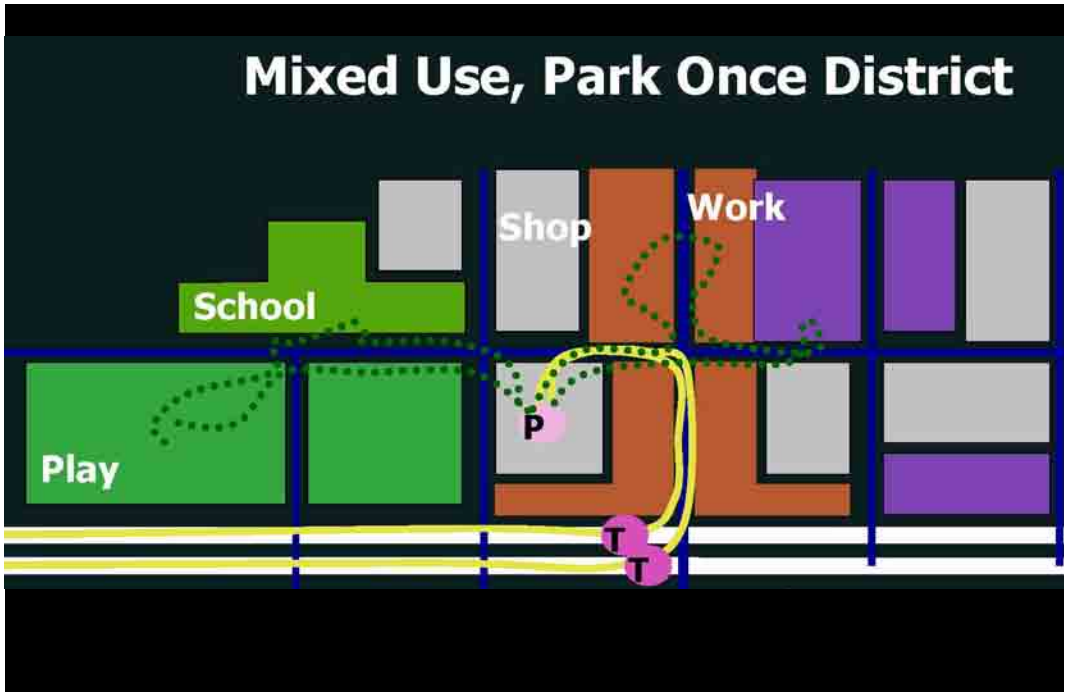 Mixed Use, Park Once District
Work
Shop
School
P
Play
T
T